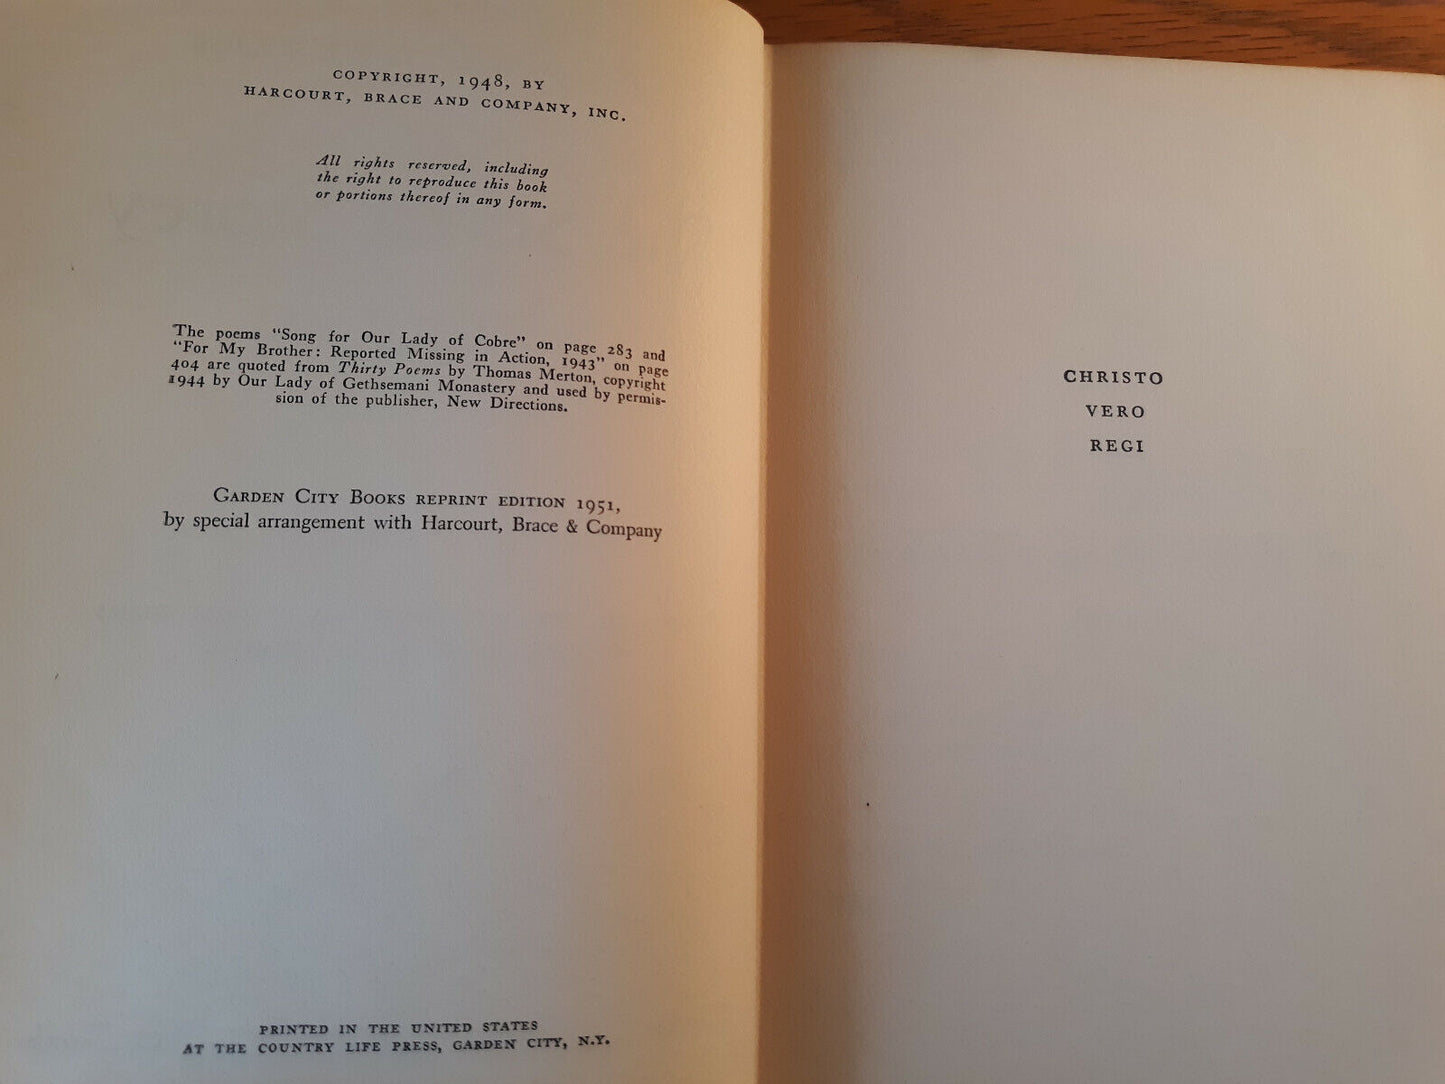 COPYRIGHT, 1948, BY
HARCOURT, BRACE AND COMPANY, INC.
All rights reserved, including
the right to reproduce this book
or portions thereof in any form.
The poems "Song for Our Lady of Cobre" on page 283 and
"For My Brother: Reported Missing in Action, 1943" on page
404 are quoted from Thirty Poems by Thomas Merton, copyright
1944 by Our Lady of Gethsemani Monastery and used by permis-
sion of the publisher, New Directions.
GARDEN CITY BOOKS REPRINT EDITION 1951,
by special arrangement with Harcourt, Brace & Company
PRINTED IN THE UNITED STATES
AT THE COUNTRY LIFE PRESS, GARDEN CITY, N.Y.
CHRISTO
VERO
REGI